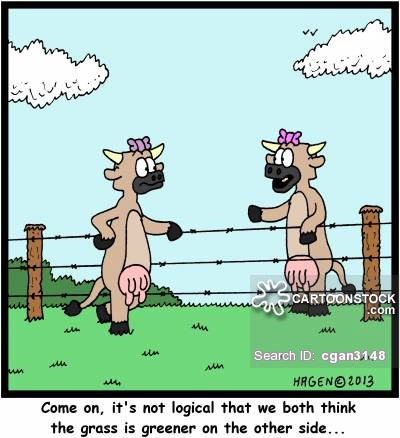 CARTOONSTOCK
.com
Search ID: cgan3148
HAGEN©2013
Come on, it's not logical that we both think
the grass is greener on the other side...